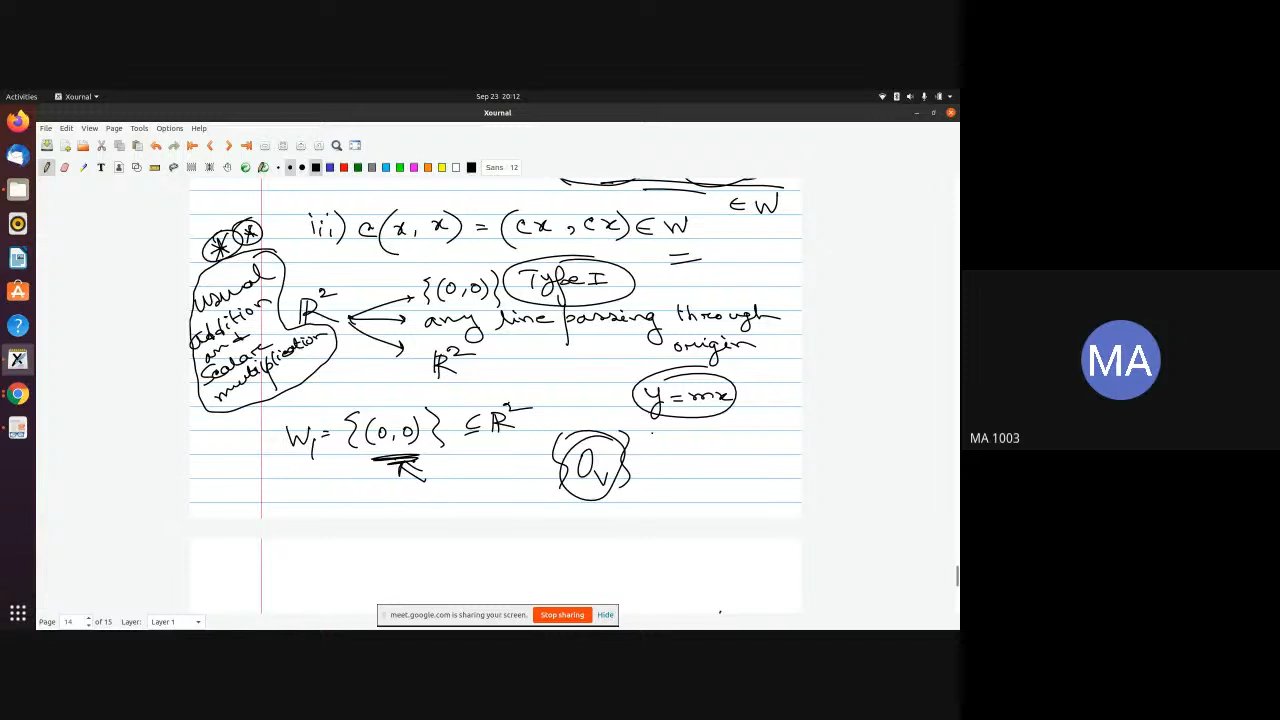 Activities Xournal Sep 23 20:12
Xournal
File Edit View Page Tools Options Help
Sans 12
∈ W
iii) c(x, x) = (cx, cx) ∈ W
* *
usual
addition
and
scalar
multiplication
ℝ²
{(0,0)} Type I
any line passing through
origin
ℝ²
y = mx
W₁ = {(0,0)} ⊆ ℝ²
{0ᵥ}
MA
MA 1003
meet.google.com is sharing your screen. Stop sharing Hide
Page 14 of 15 Layer: Layer 1